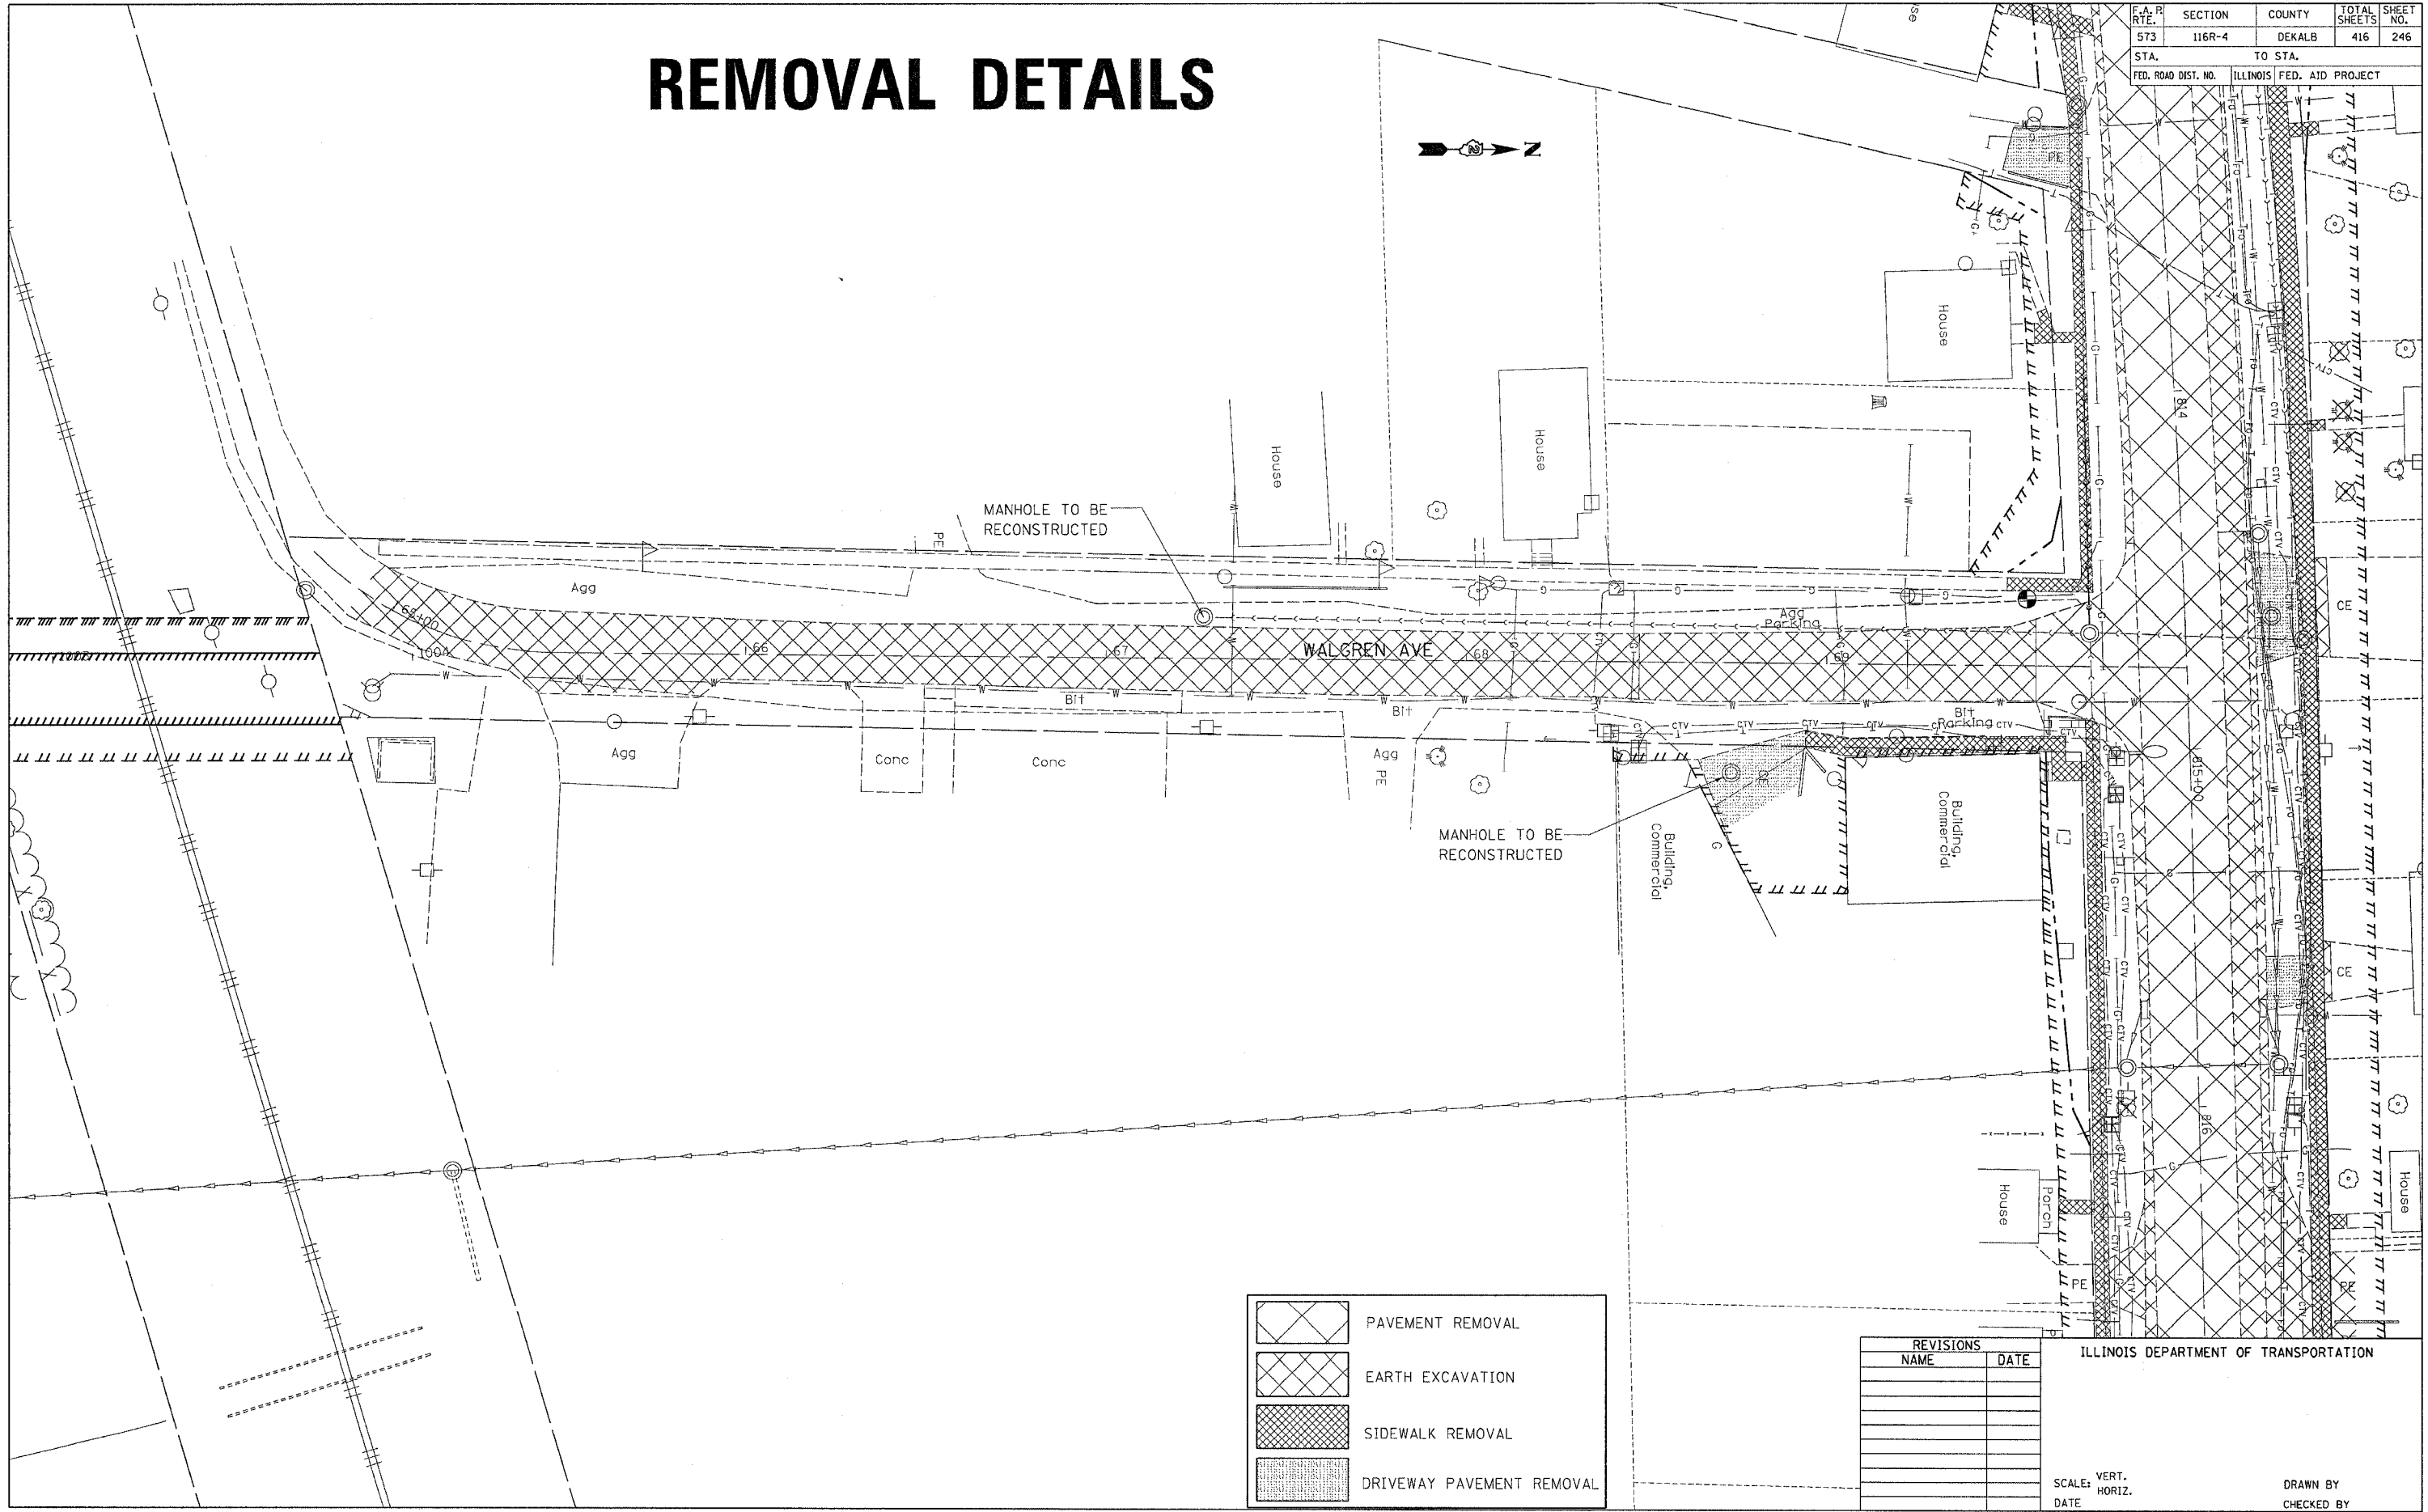 REMOVAL DETAILS
F.A.P. RTE.
SECTION
COUNTY
TOTAL SHEETS
SHEET NO.
573
116R-4
DEKALB
416
246
STA.
TO STA.
FED. ROAD DIST. NO.
ILLINOIS
FED. AID PROJECT
N
PE
House
House
House
House
814
MANHOLE TO BE
RECONSTRUCTED
PE
Agg
Agg
Parking
CE
65+00
1004
66
67
WALGREN AVE
68
69
Bit
Bit
Bit
Parking
Agg
Conc
Conc
Agg
PE
CE
MANHOLE TO BE
RECONSTRUCTED
Building,
Commercial
Building,
Commercial
815+00
CE
816
House
Porch
House
PE
PE
PAVEMENT REMOVAL
EARTH EXCAVATION
SIDEWALK REMOVAL
DRIVEWAY PAVEMENT REMOVAL
REVISIONS
NAME
DATE
ILLINOIS DEPARTMENT OF TRANSPORTATION
SCALE: VERT.
HORIZ.
DATE
DRAWN BY
CHECKED BY